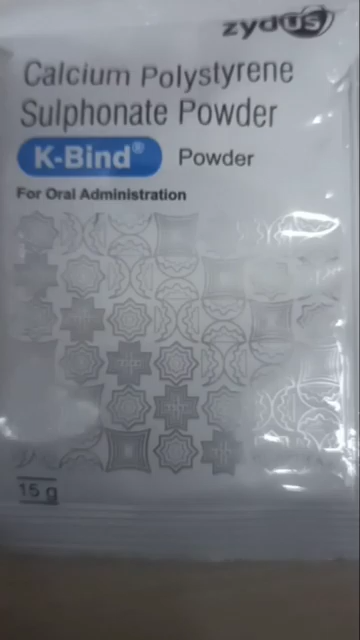 zydus
Calcium Polystyrene
Sulphonate Powder
K-Bind® Powder
For Oral Administration
15 g